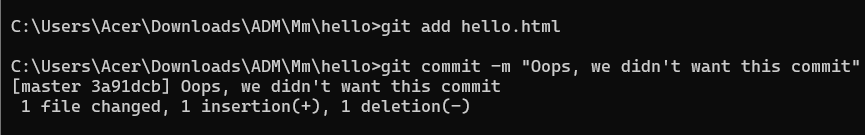 C:\Users\Acer\Downloads\ADM\Mm\hello>git add hello.html
C:\Users\Acer\Downloads\ADM\Mm\hello>git commit -m "Oops, we didn't want this commit"
[master 3a91dcb] Oops, we didn't want this commit
 1 file changed, 1 insertion(+), 1 deletion(-)